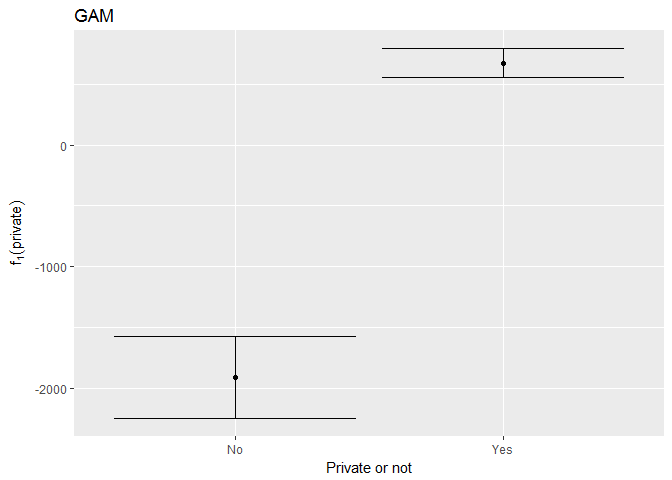 GAM
f₁(private)
0
-1000
-2000
No Yes
Private or not